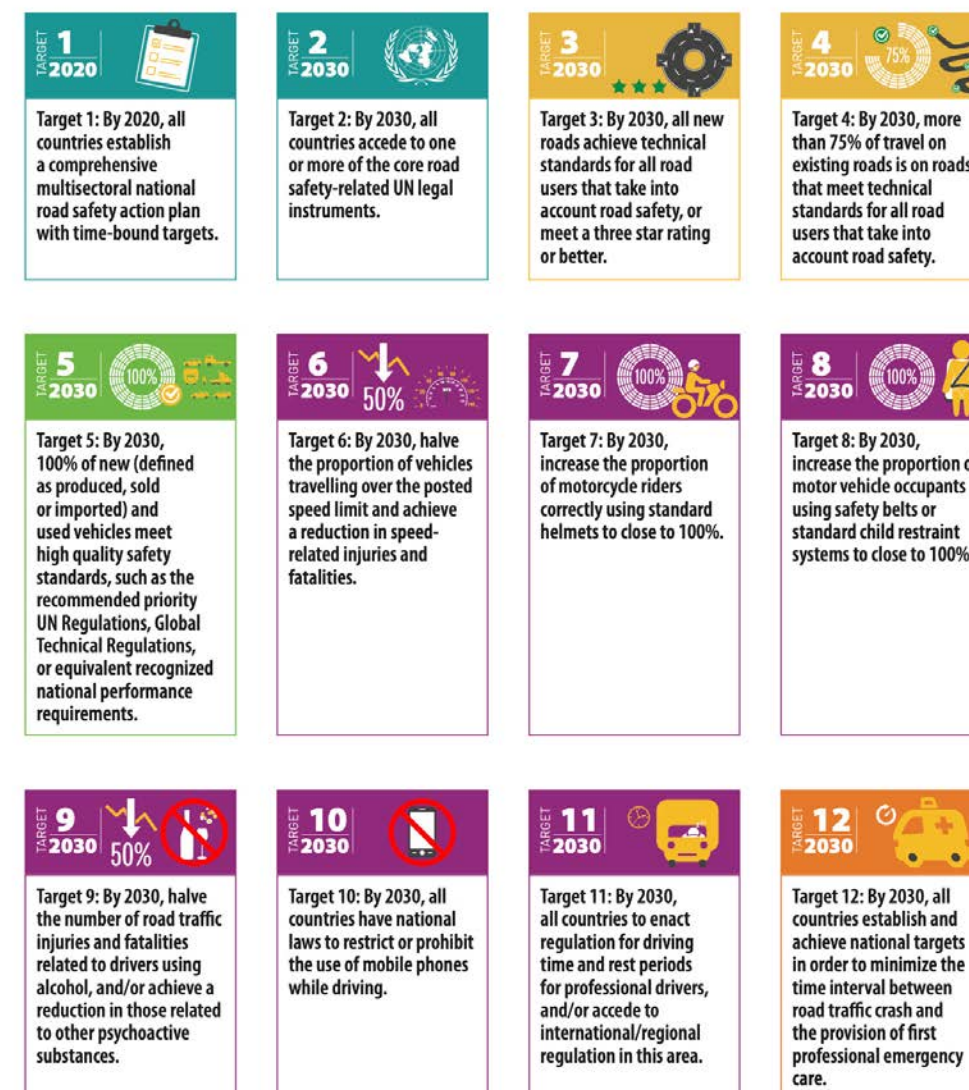 TARGET
1
2020
Target 1: By 2020, all
countries establish
a comprehensive
multisectoral national
road safety action plan
with time-bound targets.
TARGET
2
2030
Target 2: By 2030, all
countries accede to one
or more of the core road
safety-related UN legal
instruments.
TARGET
3
2030
Target 3: By 2030, all new
roads achieve technical
standards for all road
users that take into
account road safety, or
meet a three star rating
or better.
TARGET
4
2030
75%
Target 4: By 2030, more
than 75% of travel on
existing roads is on roads
that meet technical
standards for all road
users that take into
account road safety.
TARGET
5
2030
100%
Target 5: By 2030,
100% of new (defined
as produced, sold
or imported) and
used vehicles meet
high quality safety
standards, such as the
recommended priority
UN Regulations, Global
Technical Regulations,
or equivalent recognized
national performance
requirements.
TARGET
6
2030
50%
Target 6: By 2030, halve
the proportion of vehicles
travelling over the posted
speed limit and achieve
a reduction in speed-
related injuries and
fatalities.
TARGET
7
2030
100%
Target 7: By 2030,
increase the proportion
of motorcycle riders
correctly using standard
helmets to close to 100%.
TARGET
8
2030
100%
Target 8: By 2030,
increase the proportion
motor vehicle occupants
using safety belts or
standard child restraint
systems to close to 100%
TARGET
9
2030
50%
Target 9: By 2030, halve
the number of road traffic
injuries and fatalities
related to drivers using
alcohol, and/or achieve a
reduction in those related
to other psychoactive
substances.
TARGET
10
2030
Target 10: By 2030, all
countries have national
laws to restrict or prohibit
the use of mobile phones
while driving.
TARGET
11
2030
Target 11: By 2030,
all countries to enact
regulation for driving
time and rest periods
for professional drivers,
and/or accede to
international/regional
regulation in this area.
TARGET
12
2030
Target 12: By 2030, all
countries establish and
achieve national targets
in order to minimize the
time interval between
road traffic crash and
the provision of first
professional emergency
care.